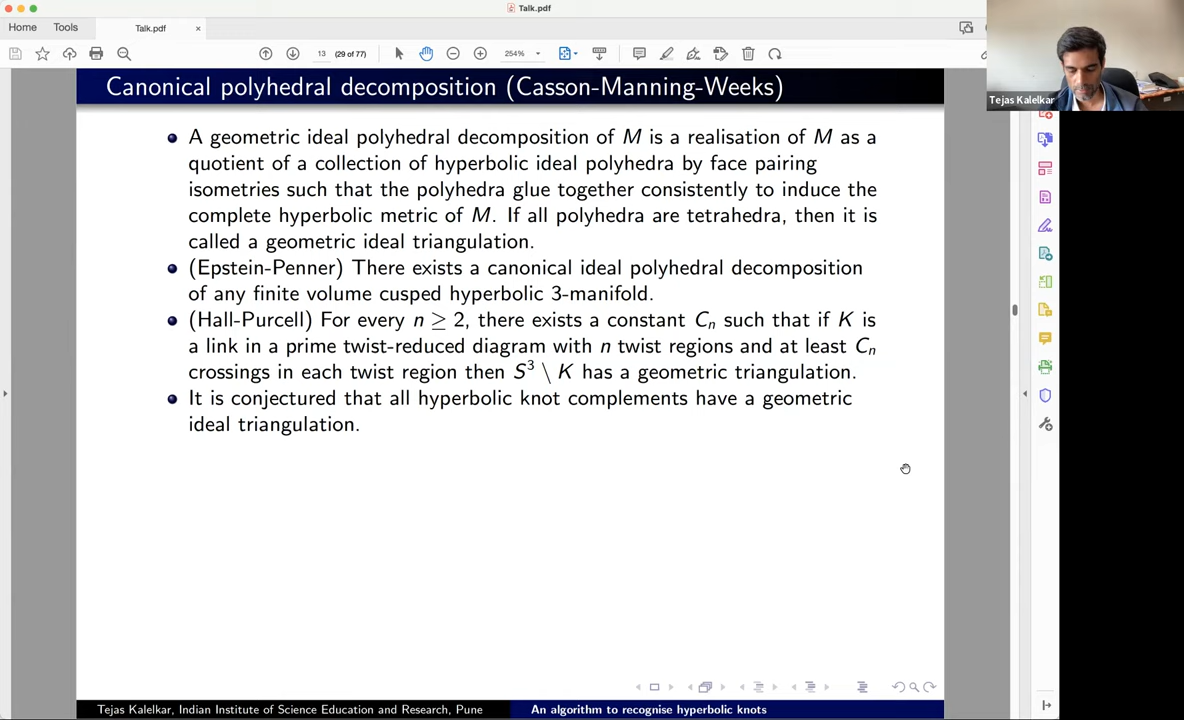 Talk.pdf
Home
Tools
Talk.pdf
×
13
(29 of 77)
254%
Tejas Kalelkar
Canonical polyhedral decomposition (Casson-Manning-Weeks)
A geometric ideal polyhedral decomposition of M is a realisation of M as a
quotient of a collection of hyperbolic ideal polyhedra by face pairing
isometries such that the polyhedra glue together consistently to induce the
complete hyperbolic metric of M. If all polyhedra are tetrahedra, then it is
called a geometric ideal triangulation.
(Epstein-Penner) There exists a canonical ideal polyhedral decomposition
of any finite volume cusped hyperbolic 3-manifold.
(Hall-Purcell) For every n ≥ 2, there exists a constant Cₙ such that if K is
a link in a prime twist-reduced diagram with n twist regions and at least Cₙ
crossings in each twist region then S³ \ K has a geometric triangulation.
It is conjectured that all hyperbolic knot complements have a geometric
ideal triangulation.
Tejas Kalelkar, Indian Institute of Science Education and Research, Pune
An algorithm to recognise hyperbolic knots